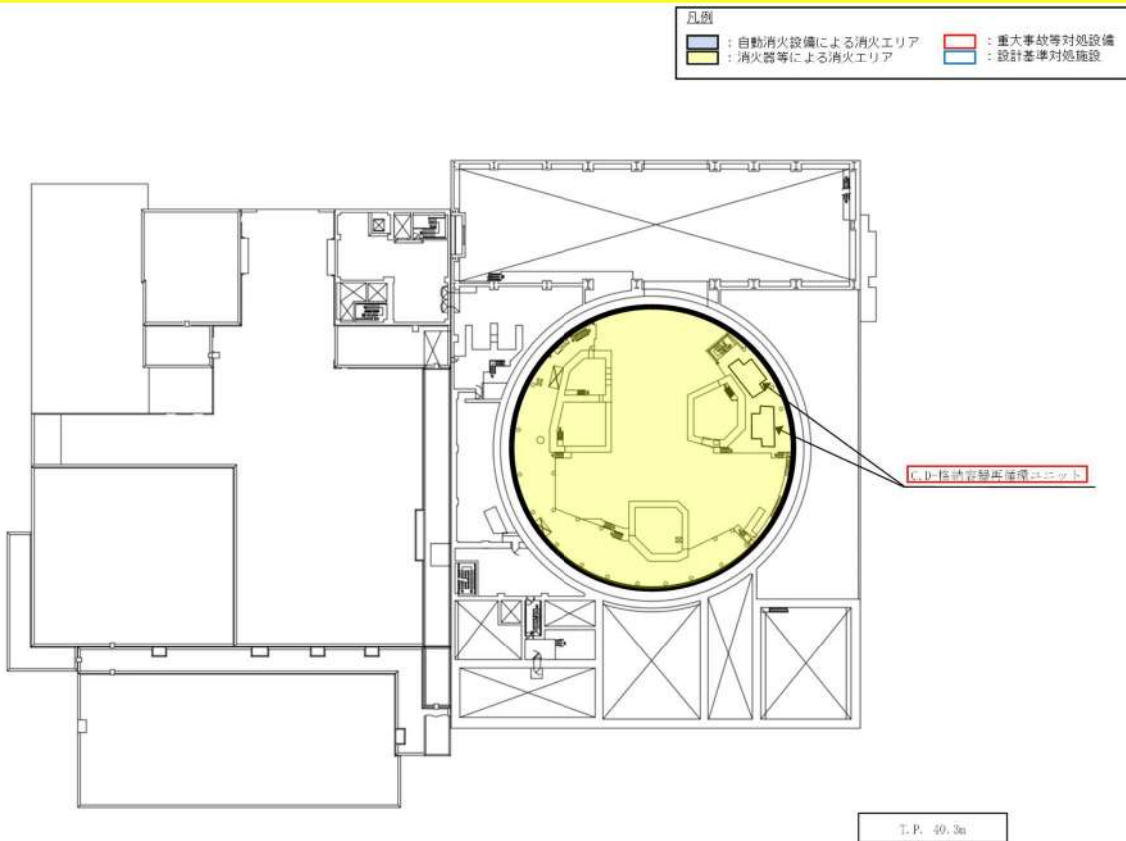 凡例
：自動消火設備による消火エリア
：消火器等による消火エリア
：重大事故等対処設備
：設計基準対処施設
C,D-格納容器再循環ユニット
T.P. 40.3m